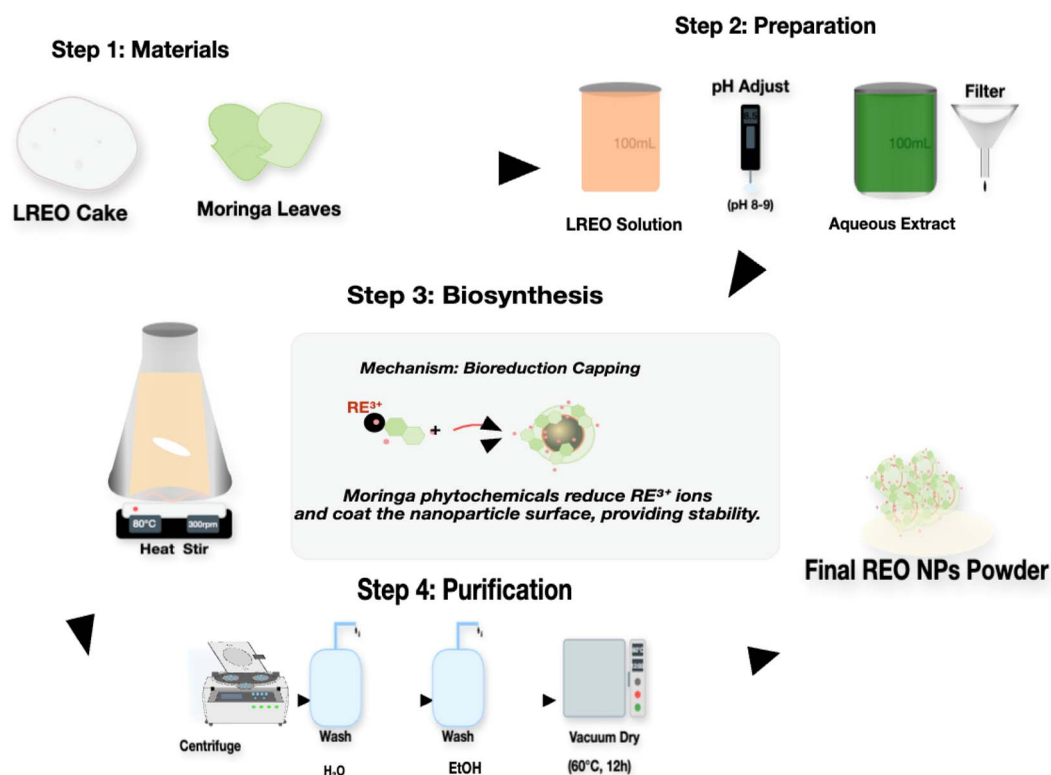 Step 1: Materials
LREO Cake
Moringa Leaves
Step 2: Preparation
100mL
LREO Solution
pH Adjust
8.5
(pH 8-9)
100mL
Aqueous Extract
Filter
Step 3: Biosynthesis
80°C
300rpm
Heat Stir
Mechanism: Bioreduction Capping
RE³⁺
+
Moringa phytochemicals reduce RE³⁺ ions
and coat the nanoparticle surface, providing stability.
Final REO NPs Powder
Step 4: Purification
Centrifuge
Wash
H₂O
Wash
EtOH
Vacuum Dry
(60°C, 12h)